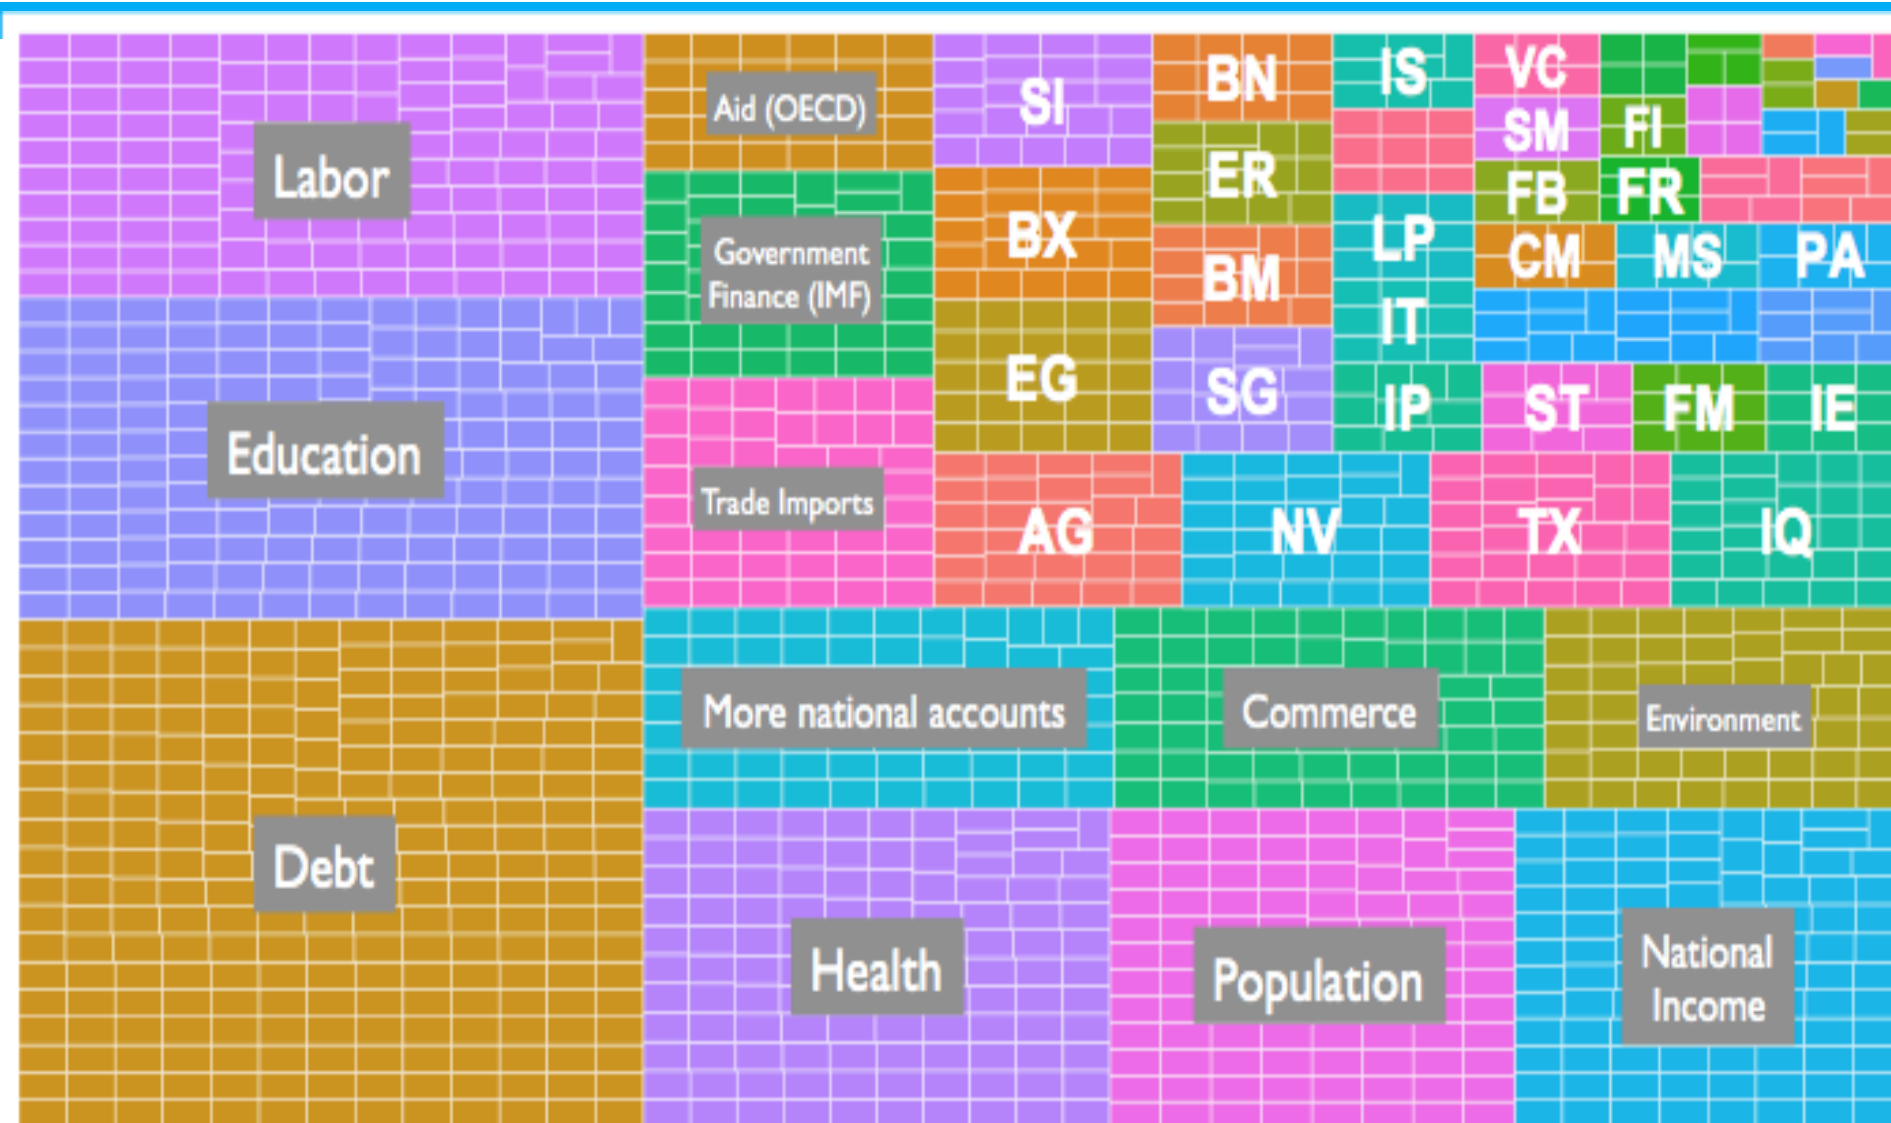 Labor
Education
Debt
Aid (OECD)
Government
Finance (IMF)
Trade Imports
SI
BX
EG
BN
ER
BM
SG
IS
LP
IT
IP
VC
SM
FB
FI
FR
CM
MS
PA
ST
FM
IE
AG
NV
TX
IQ
More national accounts
Commerce
Environment
Health
Population
National
Income